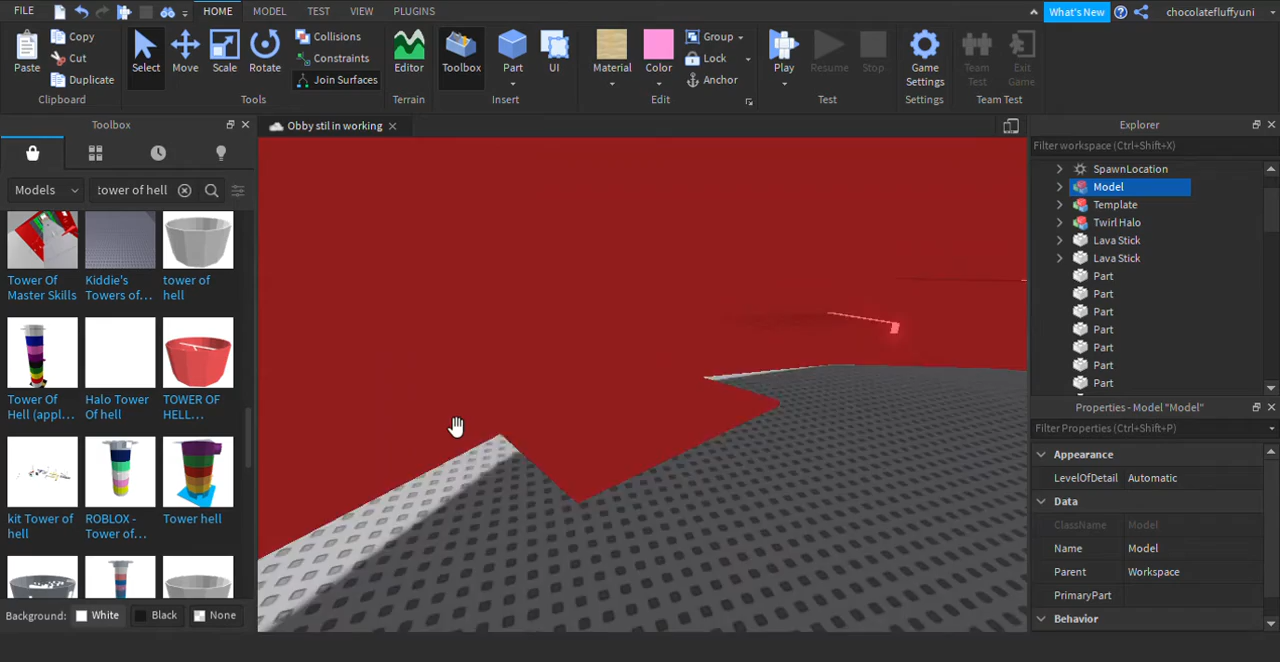 FILE HOME MODEL TEST VIEW PLUGINS What's New chocolatefluffyuni
Paste Copy Cut Duplicate
Clipboard
Select Move Scale Rotate Collisions Constraints Join Surfaces
Tools
Editor
Terrain
Toolbox Part UI
Insert
Material Color Group Lock Anchor
Edit
Play Resume Stop
Test
Game Settings
Settings
Team Test Exit Game
Team Test
Toolbox
Models tower of hell
Tower Of Master Skills
Kiddie's Towers of...
tower of hell
Tower Of Hell (appl...
Halo Tower Of hell
TOWER OF HELL...
kit Tower of hell
ROBLOX - Tower of...
Tower hell
Background: White Black None
Obby stil in working
Explorer
Filter workspace (Ctrl+Shift+X)
SpawnLocation
Model
Template
Twirl Halo
Lava Stick
Lava Stick
Part
Part
Part
Part
Part
Part
Part
Properties - Model "Model"
Filter Properties (Ctrl+Shift+P)
Appearance
LevelOfDetail Automatic
Data
ClassName Model
Name Model
Parent Workspace
PrimaryPart
Behavior